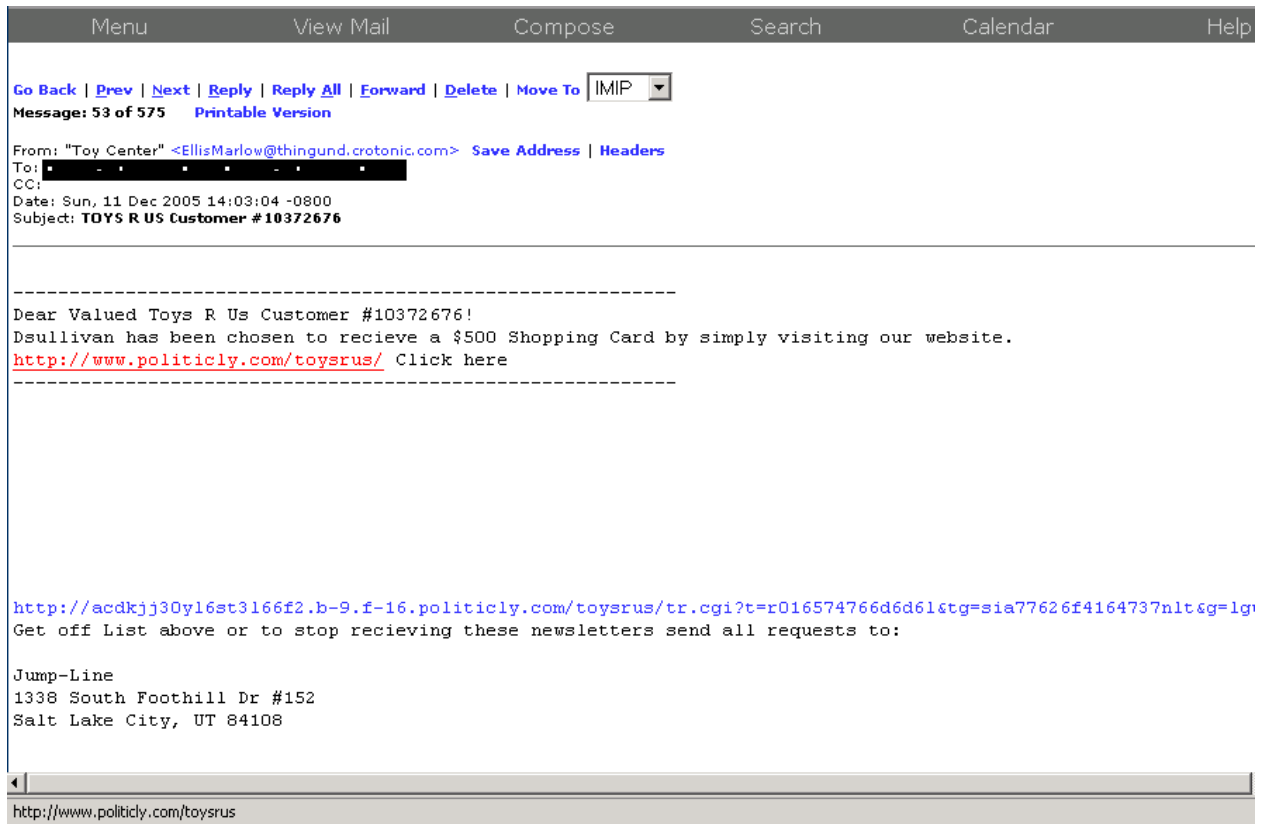 Menu View Mail Compose Search Calendar Help
Go Back | Prev | Next | Reply | Reply All | Forward | Delete | Move To IMIP
Message: 53 of 575 Printable Version
From: "Toy Center" <EllisMarlow@thingund.crotonic.com> Save Address | Headers
To:
CC:
Date: Sun, 11 Dec 2005 14:03:04 -0800
Subject: TOYS R US Customer #10372676
-----------------------------------------------------------
Dear Valued Toys R Us Customer #10372676!
Dsullivan has been chosen to recieve a $500 Shopping Card by simply visiting our website.
http://www.politicly.com/toysrus/ Click here
-----------------------------------------------------------
http://acdkjj30yl6st3l66f2.b-9.f-16.politicly.com/toysrus/tr.cgi?t=r016574766d6d61&tg=sia77626f4164737nlt&g=lg
Get off List above or to stop recieving these newsletters send all requests to:
Jump-Line
1338 South Foothill Dr #152
Salt Lake City, UT 84108
http://www.politicly.com/toysrus